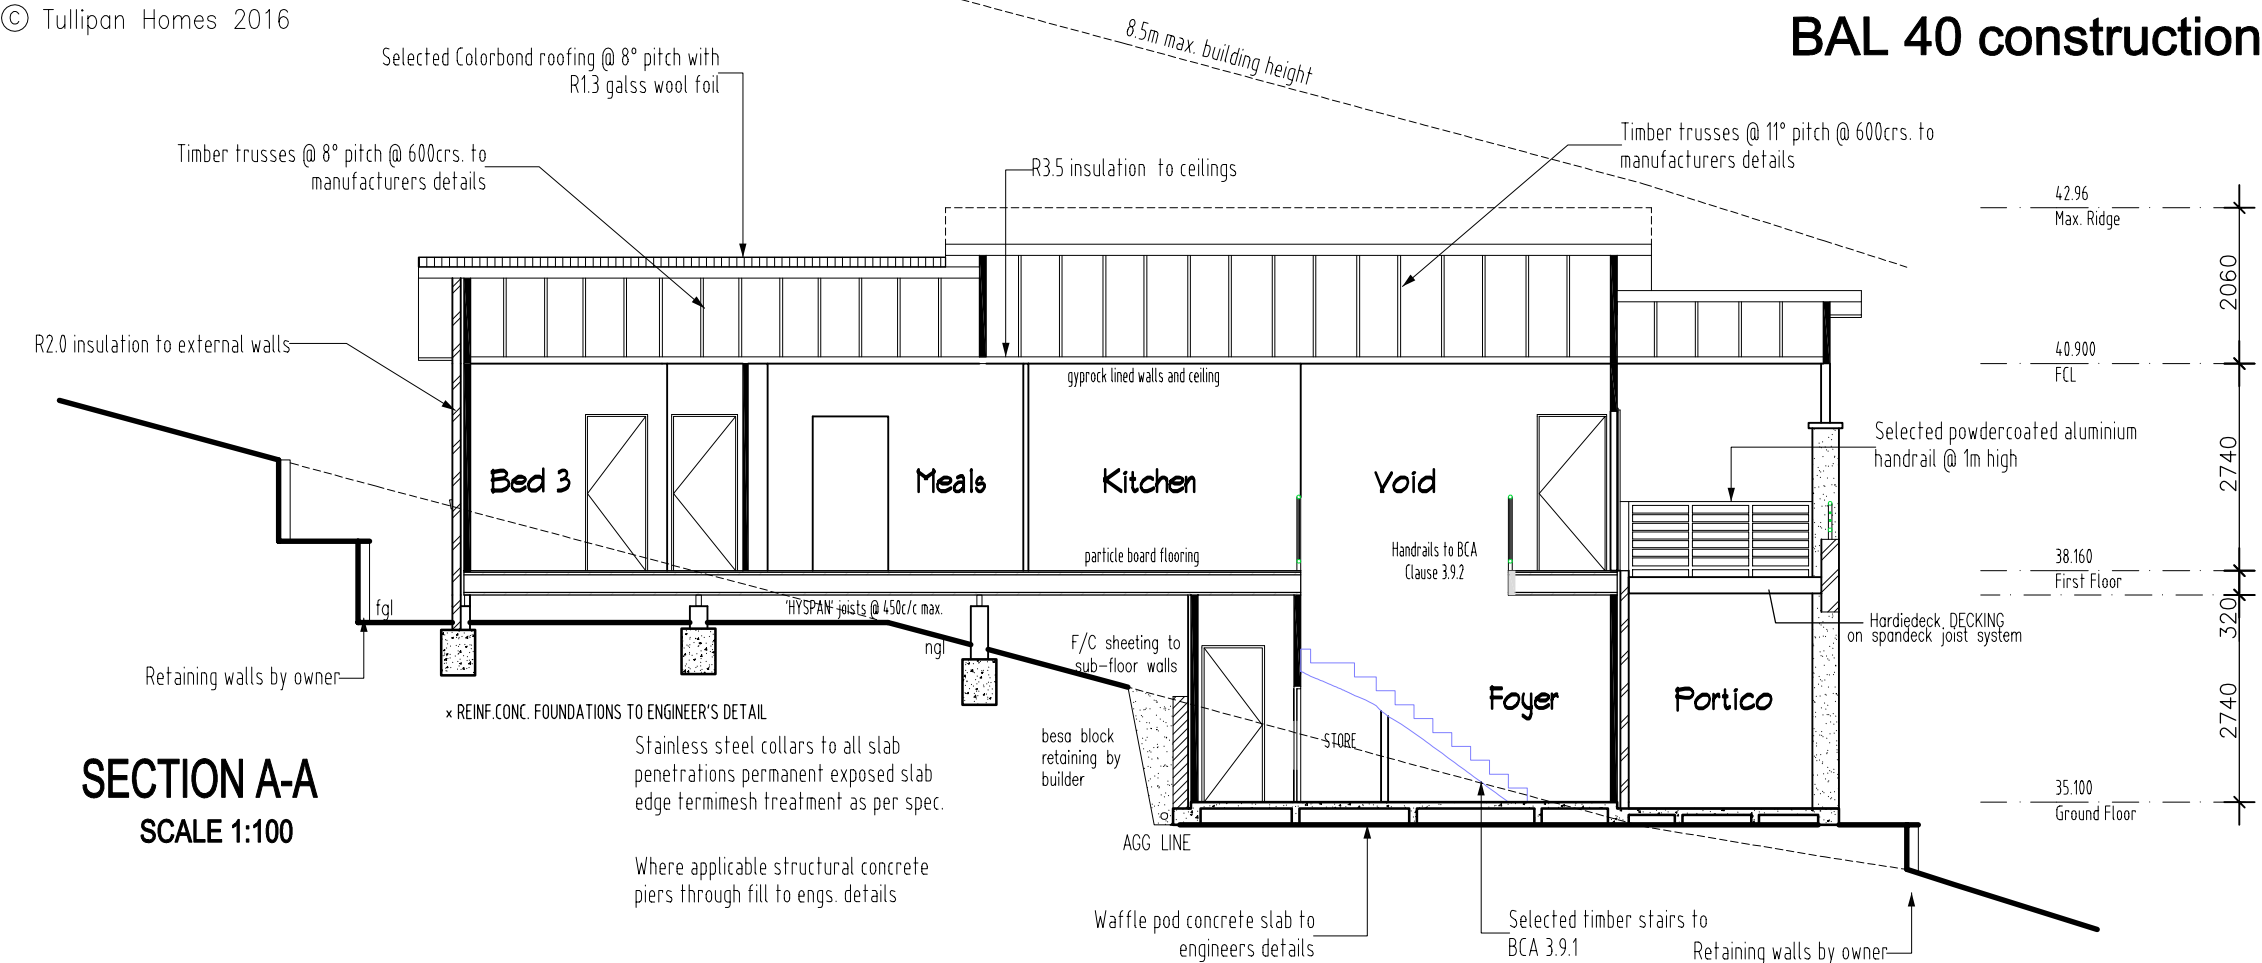 © Tullipan Homes 2016
BAL 40 construction
8.5m max. building height
Selected Colorbond roofing @ 8° pitch with
R1.3 galss wool foil
Timber trusses @ 8° pitch @ 600crs. to
manufacturers details
R3.5 insulation to ceilings
Timber trusses @ 11° pitch @ 600crs. to
manufacturers details
42.96
Max. Ridge
2060
R2.0 insulation to external walls
40.900
FCL
gyprock lined walls and ceiling
Selected powdercoated aluminium
handrail @ 1m high
2740
Bed 3
Meals
Kitchen
Void
particle board flooring
Handrails to BCA
Clause 3.9.2
38.160
First Floor
320
fgl
'HYSPAN' joists @ 450c/c max.
ngl
F/C sheeting to
sub-floor walls
Hardiedeck DECKING
on spandeck joist system
Retaining walls by owner
x REINF.CONC. FOUNDATIONS TO ENGINEER'S DETAIL
Foyer
Portico
2740
STORE
besa block
retaining by
builder
Stainless steel collars to all slab
penetrations permanent exposed slab
edge termimesh treatment as per spec.
SECTION A-A
SCALE 1:100
35.100
Ground Floor
AGG LINE
Where applicable structural concrete
piers through fill to engs. details
Waffle pod concrete slab to
engineers details
Selected timber stairs to
BCA 3.9.1
Retaining walls by owner